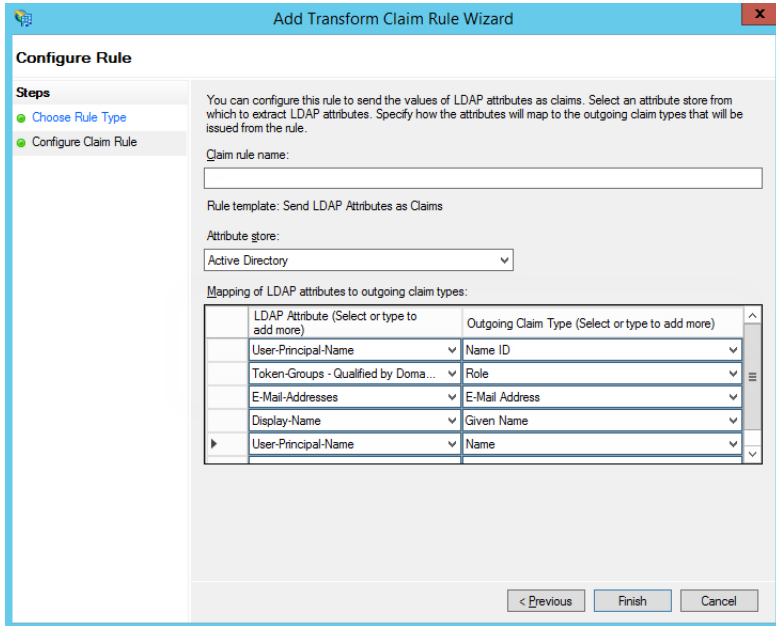 Add Transform Claim Rule Wizard
x
Configure Rule
Steps
Choose Rule Type
Configure Claim Rule
You can configure this rule to send the values of LDAP attributes as claims. Select an attribute store from
which to extract LDAP attributes. Specify how the attributes will map to the outgoing claim types that will be
issued from the rule.
Claim rule name:
Rule template: Send LDAP Attributes as Claims
Attribute store:
Active Directory
Mapping of LDAP attributes to outgoing claim types:
LDAP Attribute (Select or type to
add more)
Outgoing Claim Type (Select or type to add more)
User-Principal-Name Name ID
Token-Groups - Qualified by Doma... Role
E-Mail-Addresses E-Mail Address
Display-Name Given Name
User-Principal-Name Name
< Previous Finish Cancel